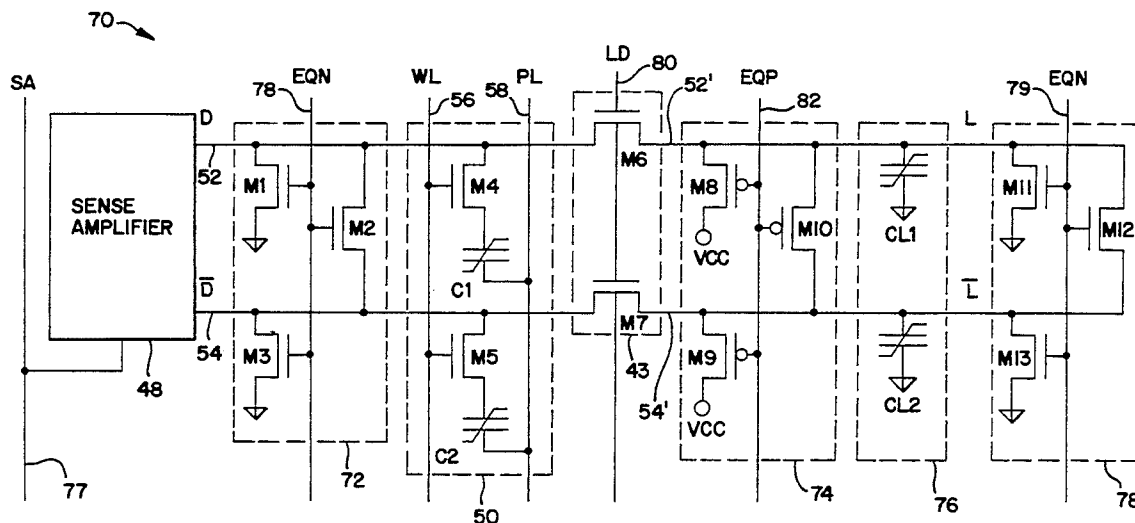 70
SA
EQN
WL
PL
LD
80
EQP
EQN
78
56
58
52'
82
79
D
L
52
M1
M2
M4
M6
M8
M10
M11
M12
SENSE
AMPLIFIER
VCC
CL1
C1
D
L
54
M3
M5
M7
M9
M13
43
48
54'
CL2
VCC
C2
77
72
50
74
76
78